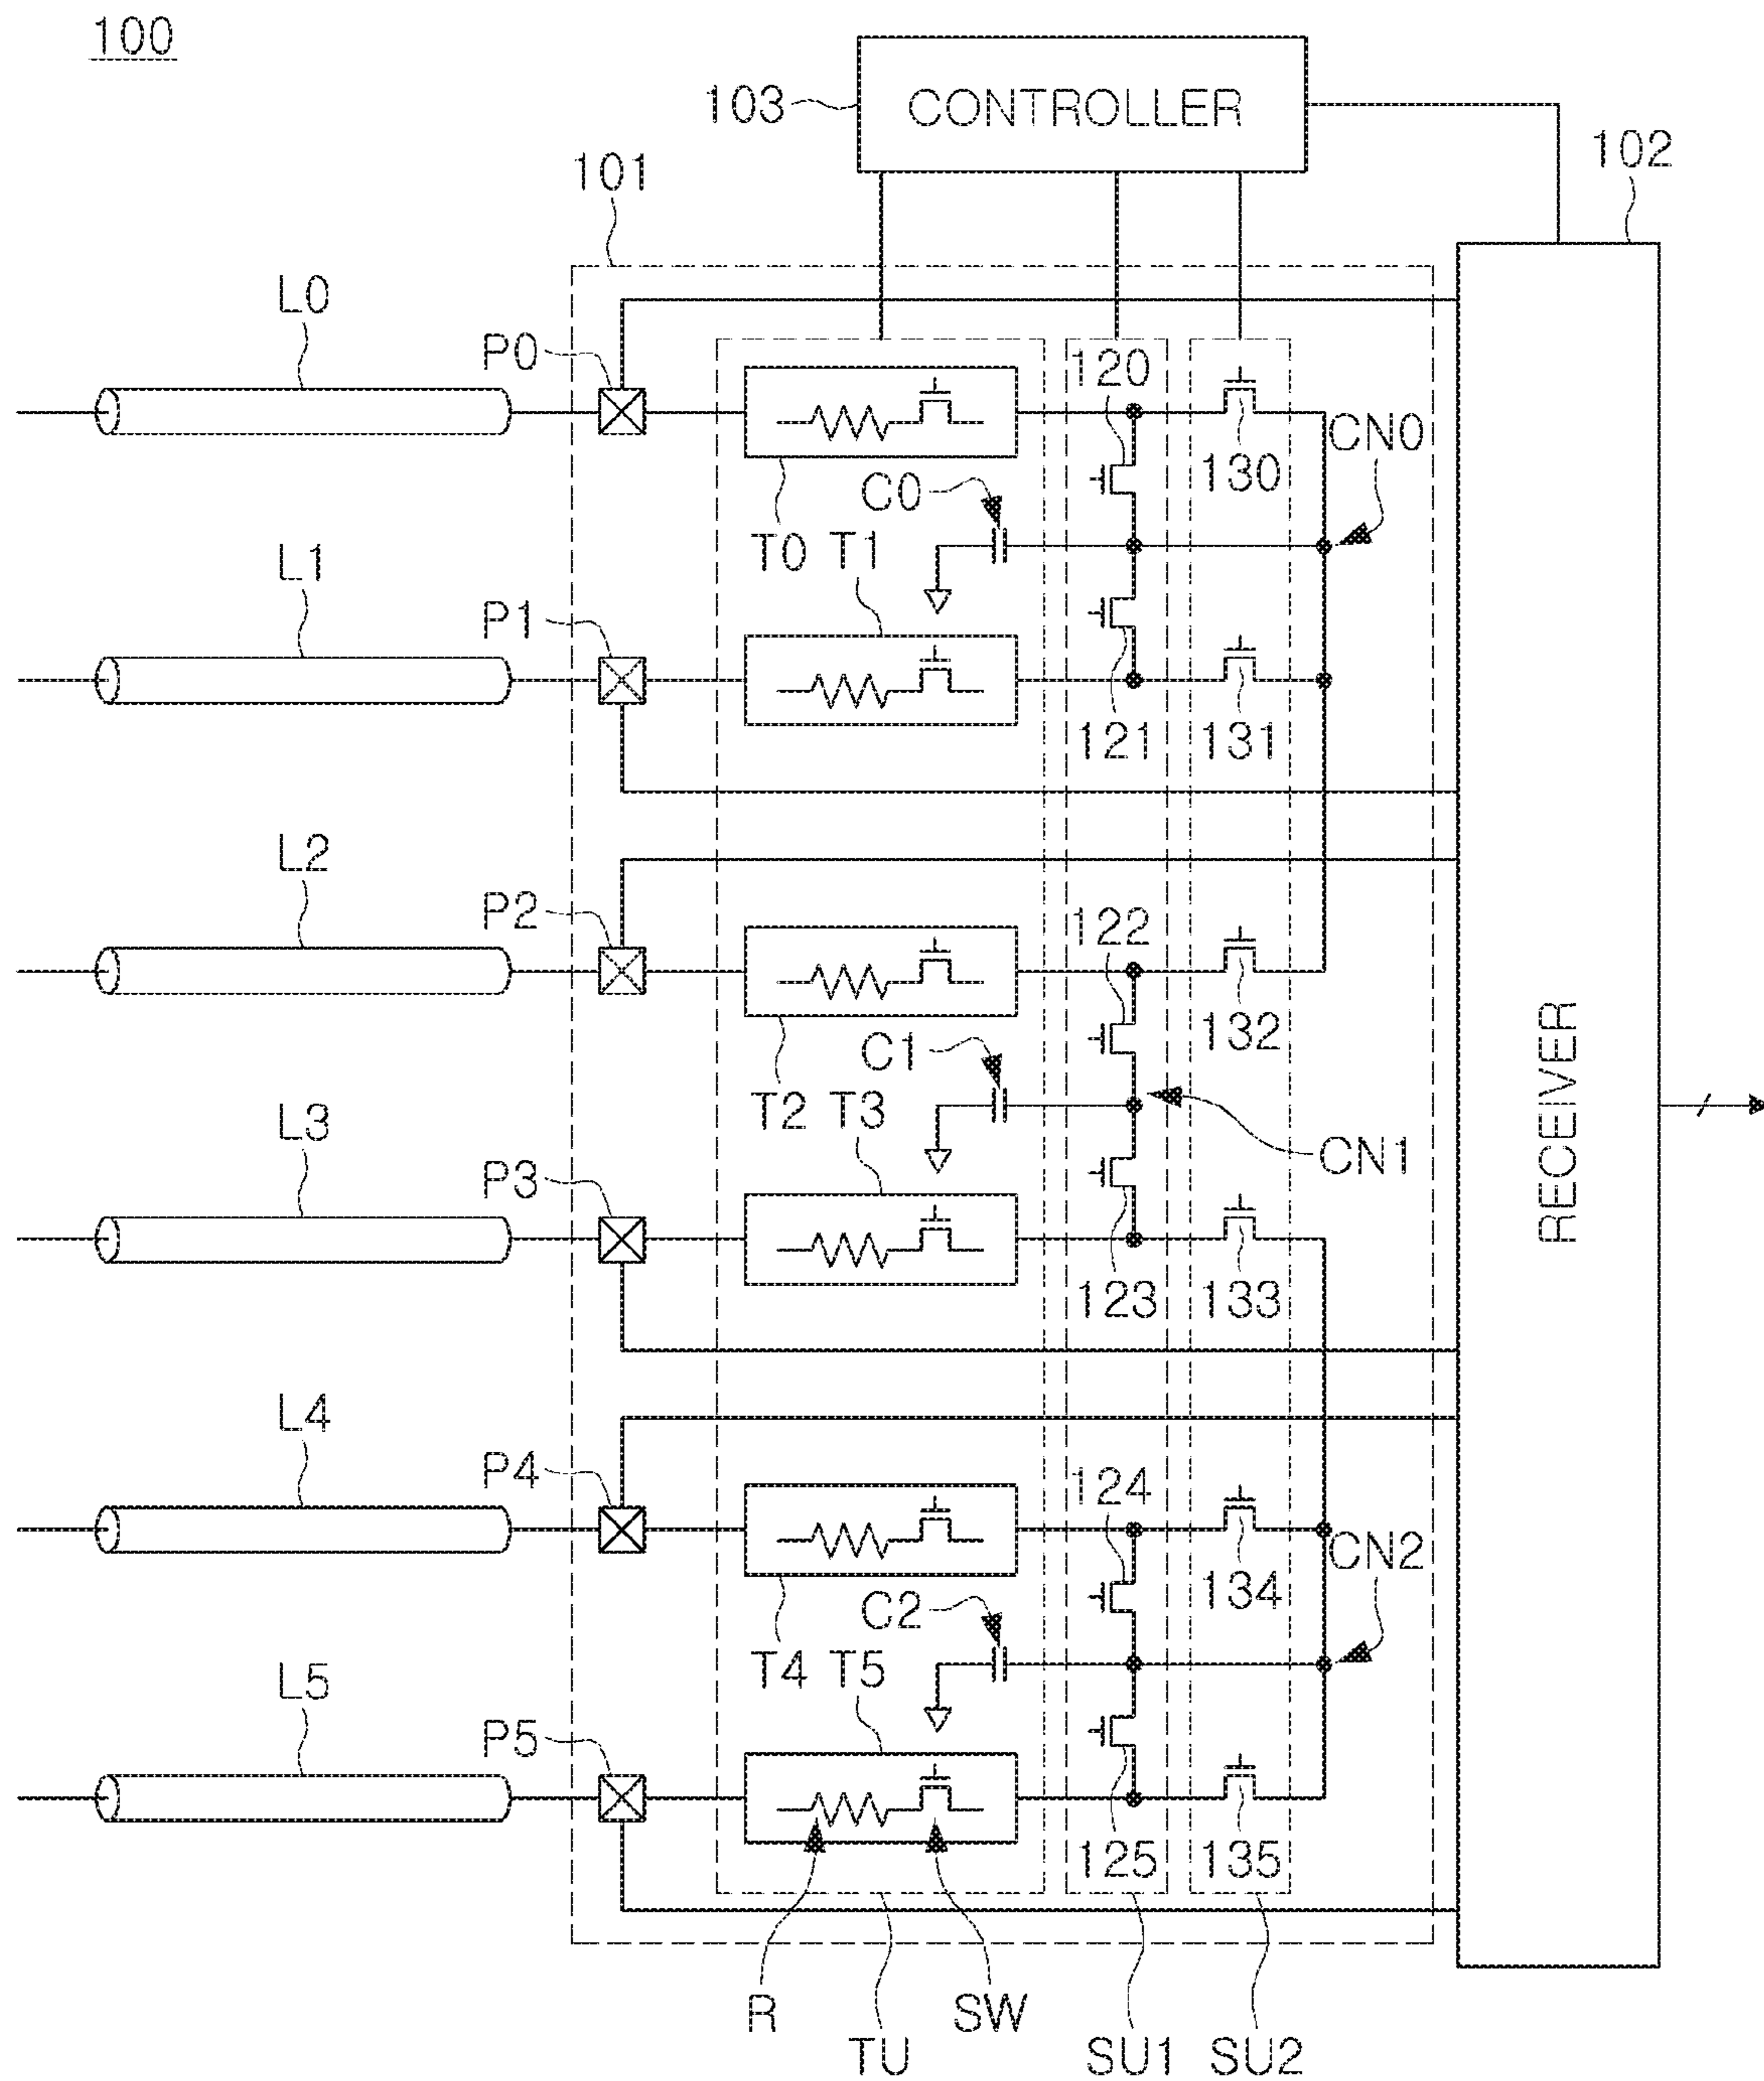 100
103
CONTROLLER
101
102
L0
P0
120
CN0
C0
130
T0
T1
L1
P1
121
131
L2
P2
122
132
C1
T2
T3
CN1
RECEIVER
L3
P3
123
133
L4
P4
124
CN2
C2
134
T4
T5
L5
P5
125
135
R
SW
TU
SU1
SU2